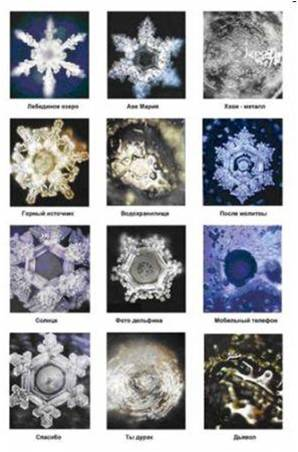 Лебединое озеро
Аве Мария
Хэви - металл
Горный источник
Водохранилище
После молитвы
Солнце
Фото дельфина
Мобильный телефон
Спасибо
Ты дурак
Дьявол